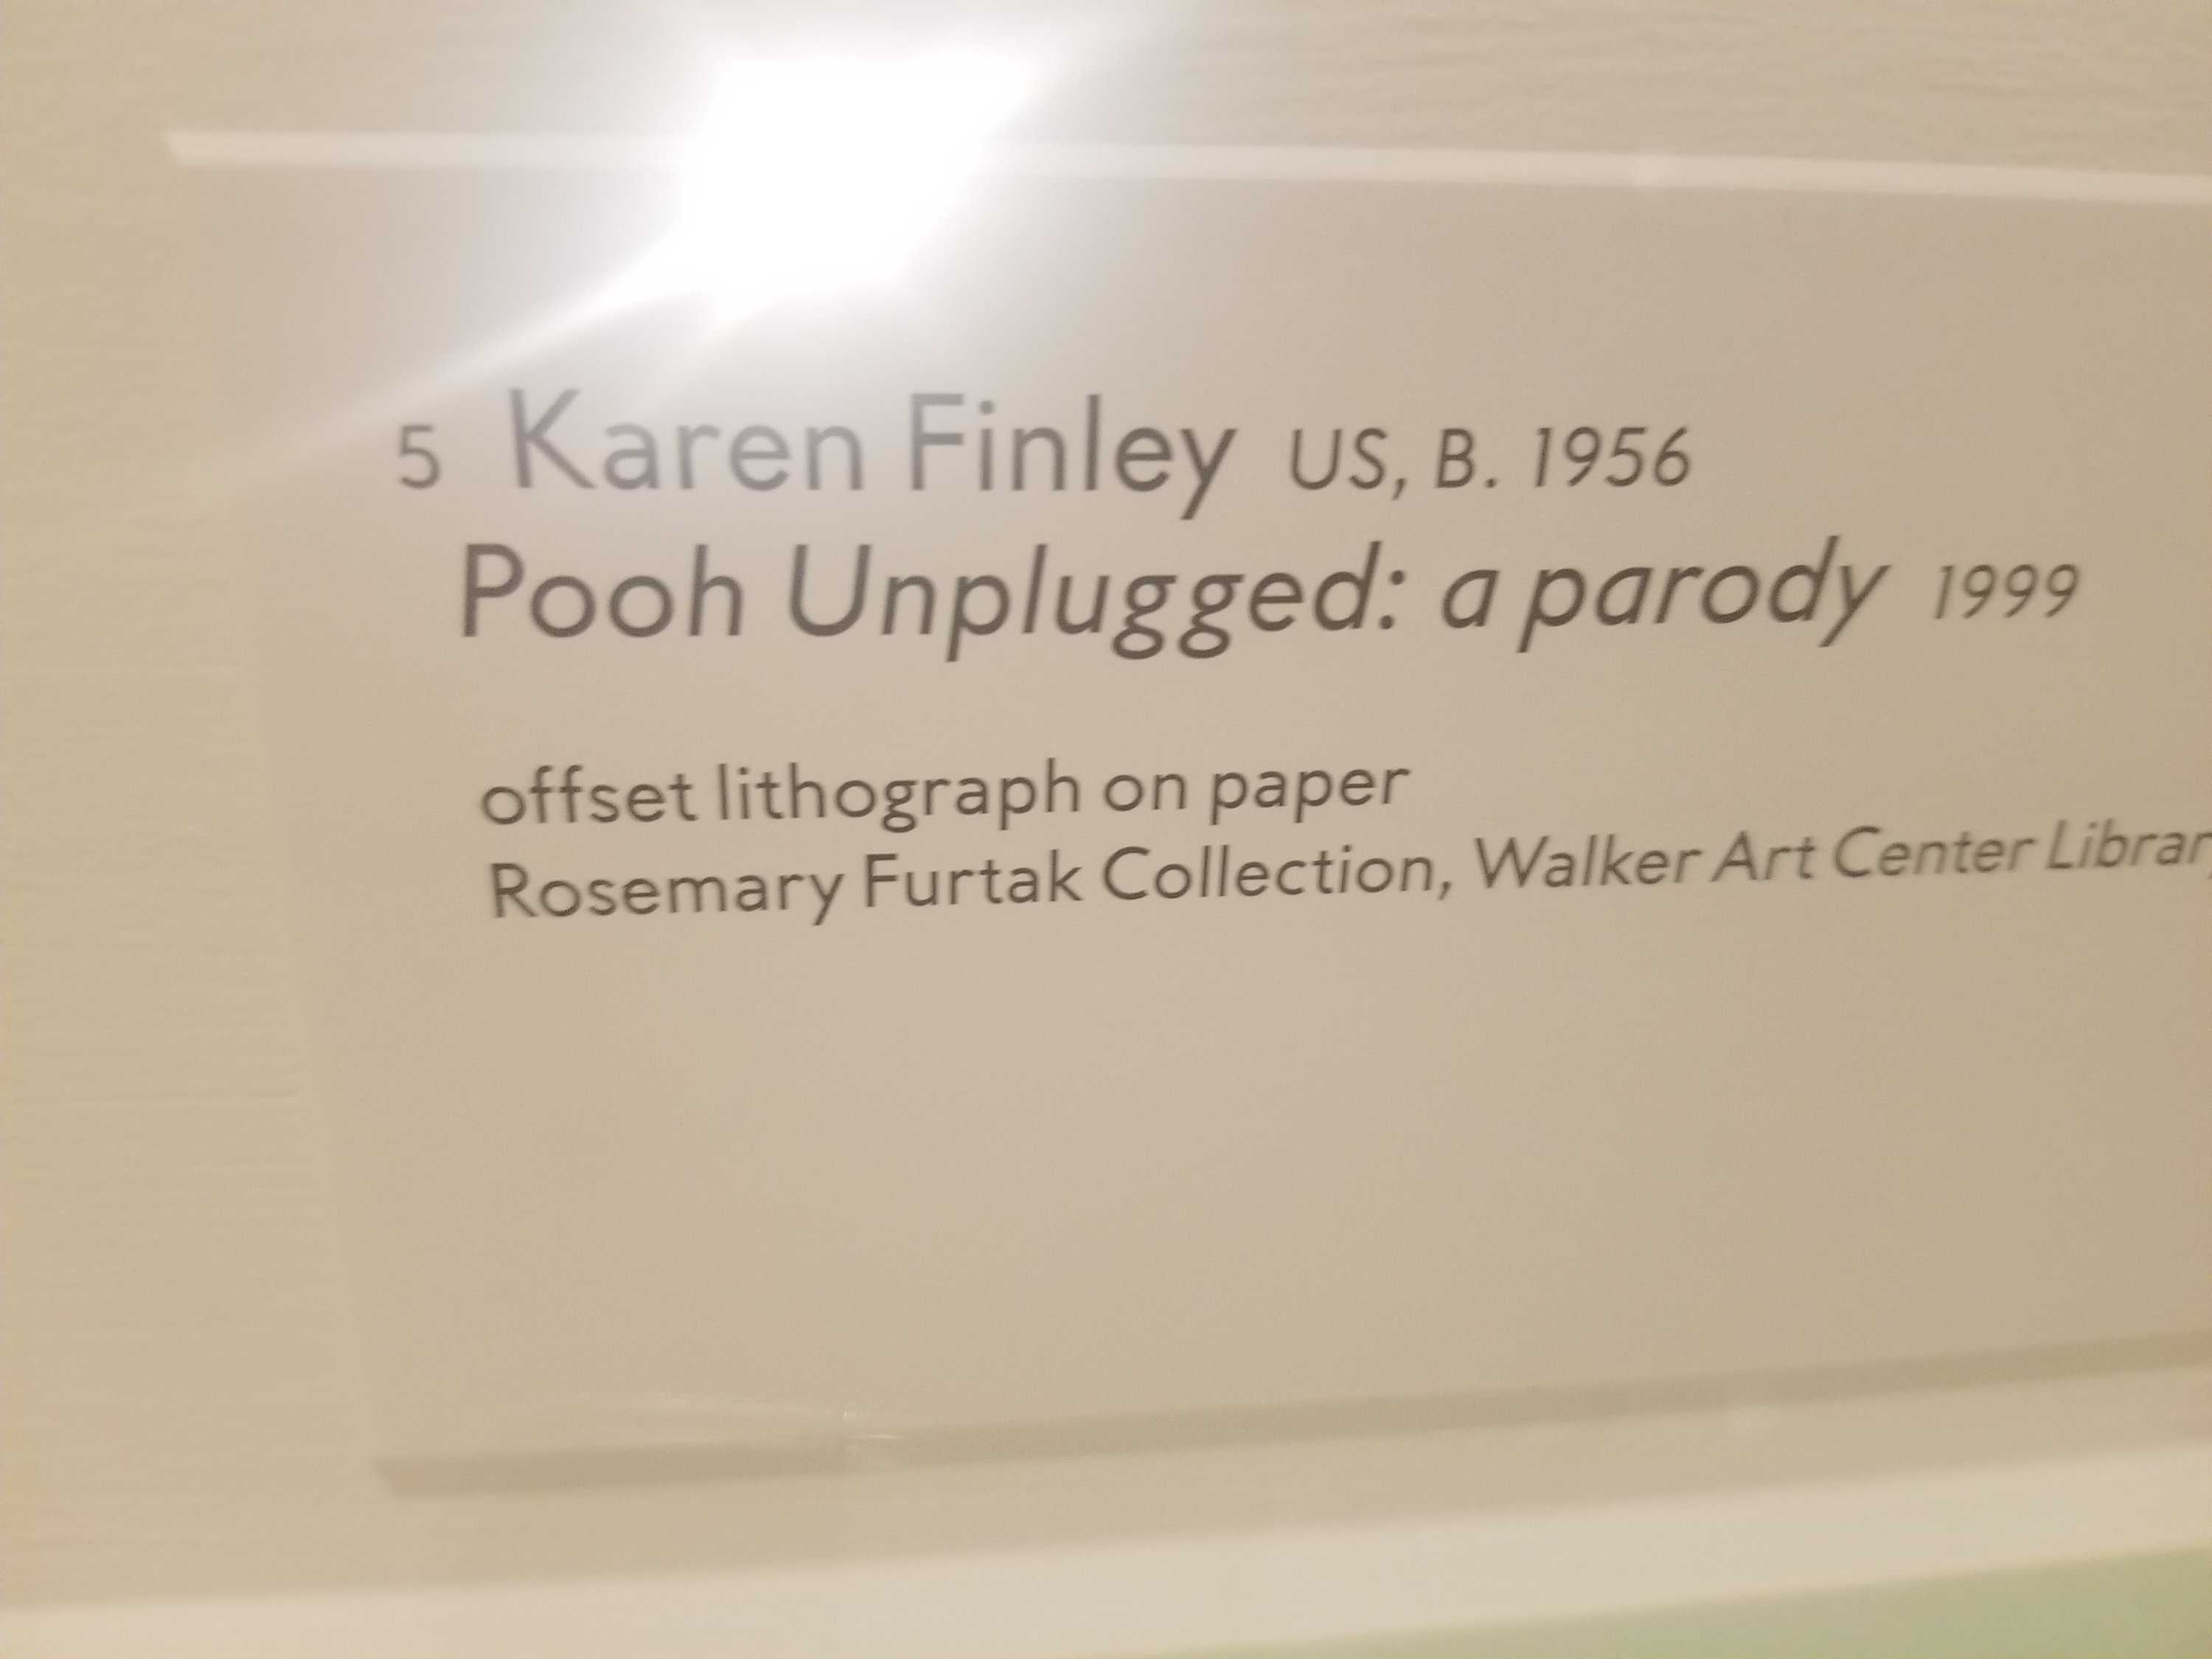 5 Karen Finley US, B. 1956
Pooh Unplugged: a parody 1999
offset lithograph on paper
Rosemary Furtak Collection, Walker Art Center Library